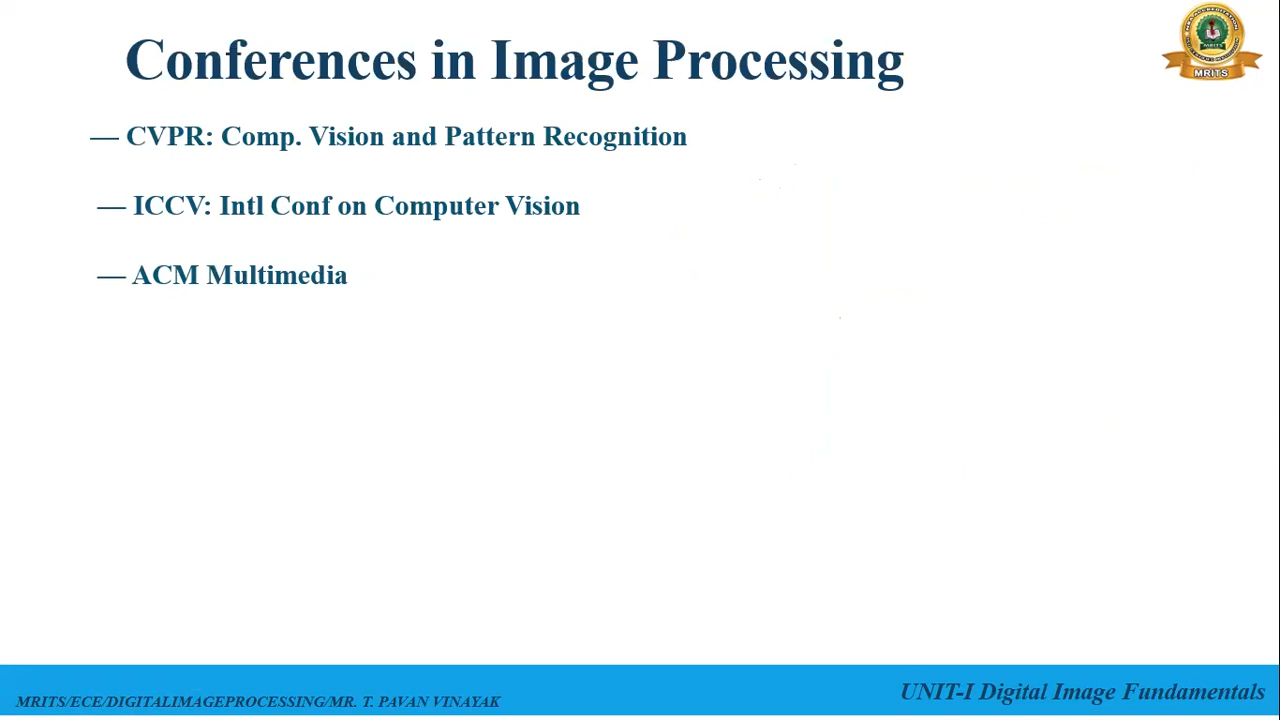 Conferences in Image Processing
— CVPR: Comp. Vision and Pattern Recognition
— ICCV: Intl Conf on Computer Vision
— ACM Multimedia
MRITS
MRITS/ECE/DIGITALIMAGEPROCESSING/MR. T. PAVAN VINAYAK
UNIT-I Digital Image Fundamentals